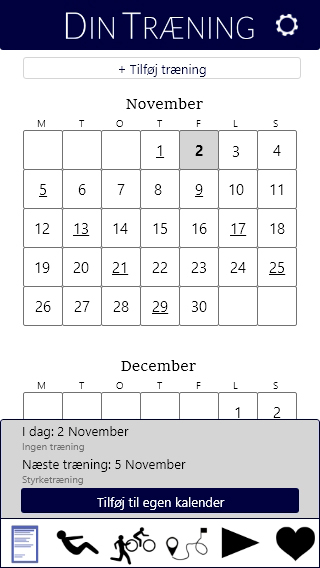 DIN TRÆNING
+ Tilføj træning
November
M T O T F L S
1 2 3 4
5 6 7 8 9 10 11
12 13 14 15 16 17 18
19 20 21 22 23 24 25
26 27 28 29 30
December
M T O T F L S
1 2
I dag: 2 November
Ingen træning
Næste træning: 5 November
Styrketræning
Tilføj til egen kalender